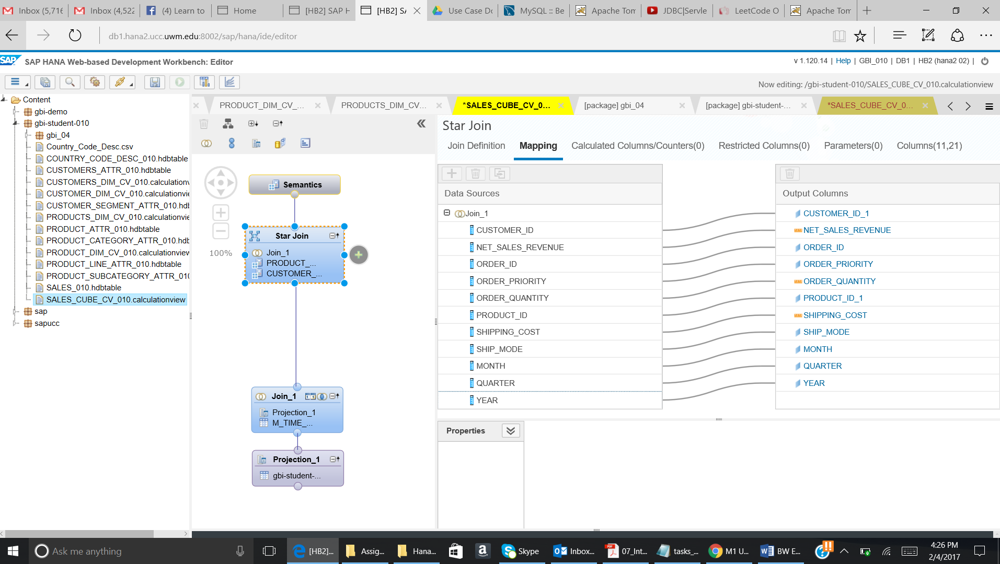 Inbox (5,716
Inbox (4,522
(4) Learn to
Home
[HB2] SAP H
[HB2] SA
Use Case Do
MySQL :: Be
Apache Tom
JDBC|Servle
LeetCode O
Apache Tom
db1.hana2.ucc.uwm.edu:8002/sap/hana/ide/editor
SAP SAP HANA Web-based Development Workbench: Editor
v 1.120.14 | Help | GBI_010 | DB1 | HB2 (hana2 02) |
Now editing: /gbi-student-010/SALES_CUBE_CV_010.calculationview
Content
gbi-demo
gbi-student-010
gbi_04
Country_Code_Desc.csv
COUNTRY_CODE_DESC_010.hdbtable
CUSTOMERS_ATTR_010.hdbtable
CUSTOMERS_DIM_CV_010.calculationv
CUSTOMER_DIM_CV_010.calculationvie
CUSTOMER_SEGMENT_ATTR_010.hdb
PRODUCTS_DIM_CV_010.calculationvie
PRODUCT_ATTR_010.hdbtable
PRODUCT_CATEGORY_ATTR_010.hdb
PRODUCT_DIM_CV_010.calculationview
PRODUCT_LINE_ATTR_010.hdbtable
PRODUCT_SUBCATEGORY_ATTR_010
SALES_010.hdbtable
SALES_CUBE_CV_010.calculationview
sap
sapucc
PRODUCT_DIM_CV_...
PRODUCTS_DIM_CV...
*SALES_CUBE_CV_0...
[package] gbi_04
[package] gbi-student-...
*SALES_CUBE_CV_0...
100%
Semantics
Star Join
Join_1
PRODUCT_...
CUSTOMER_...
Join_1
Projection_1
M_TIME_...
Projection_1
gbi-student-...
Star Join
Join Definition
Mapping
Calculated Columns/Counters(0)
Restricted Columns(0)
Parameters(0)
Columns(11,21)
Data Sources
Join_1
CUSTOMER_ID
NET_SALES_REVENUE
ORDER_ID
ORDER_PRIORITY
ORDER_QUANTITY
PRODUCT_ID
SHIPPING_COST
SHIP_MODE
MONTH
QUARTER
YEAR
Output Columns
CUSTOMER_ID_1
NET_SALES_REVENUE
ORDER_ID
ORDER_PRIORITY
ORDER_QUANTITY
PRODUCT_ID_1
SHIPPING_COST
SHIP_MODE
MONTH
QUARTER
YEAR
Properties
Ask me anything
[HB2]...
Assig...
Hana...
Skype
Inbox...
07_Int...
tasks_...
M1 U...
BW E...
4:26 PM
2/4/2017